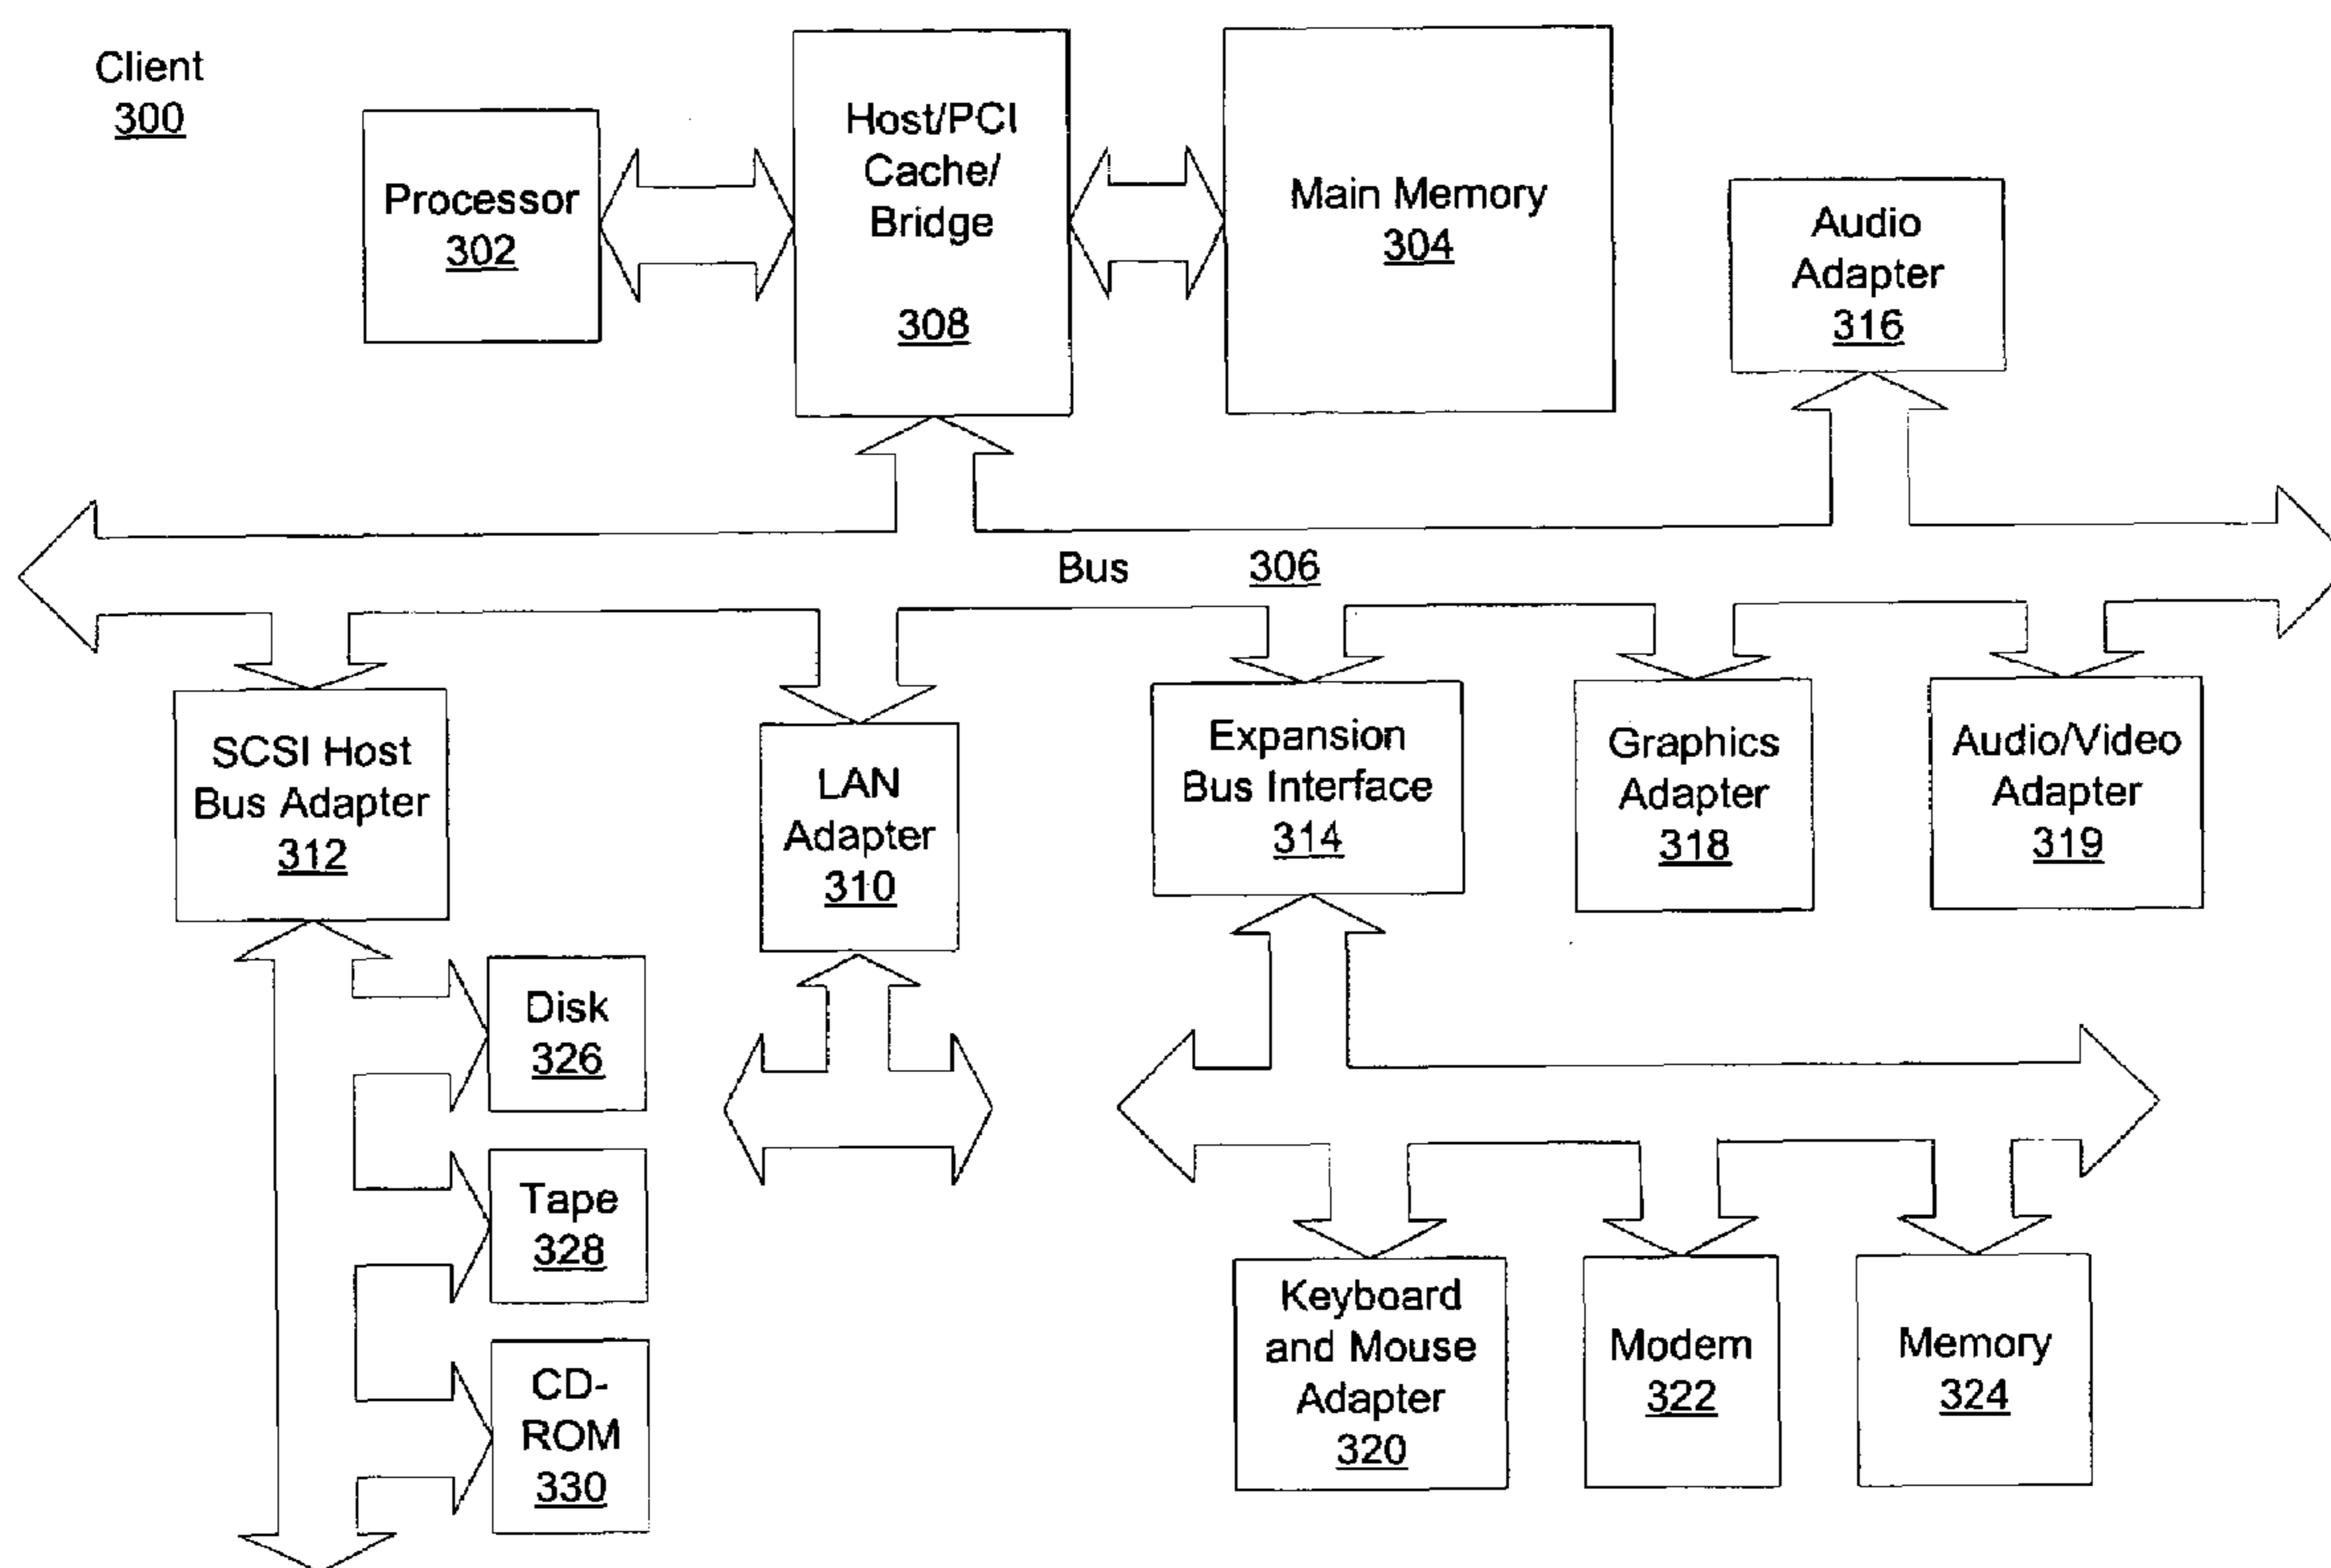 Client
300
Processor
302
Host/PCI
Cache/
Bridge
308
Main Memory
304
Audio
Adapter
316
Bus 306
SCSI Host
Bus Adapter
312
LAN
Adapter
310
Expansion
Bus Interface
314
Graphics
Adapter
318
Audio/Video
Adapter
319
Disk
326
Tape
328
CD-
ROM
330
Keyboard
and Mouse
Adapter
320
Modem
322
Memory
324